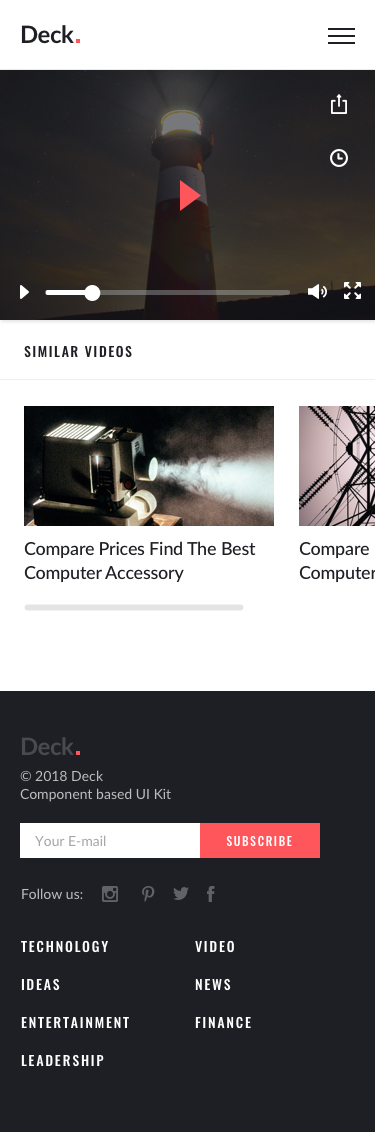 Deck.
SIMILAR VIDEOS
Compare Prices Find The Best
Computer Accessory
Compare
Computer
Deck.
© 2018 Deck
Component based UI Kit
Your E-mail
SUBSCRIBE
Follow us:
TECHNOLOGY
VIDEO
IDEAS
NEWS
ENTERTAINMENT
FINANCE
LEADERSHIP